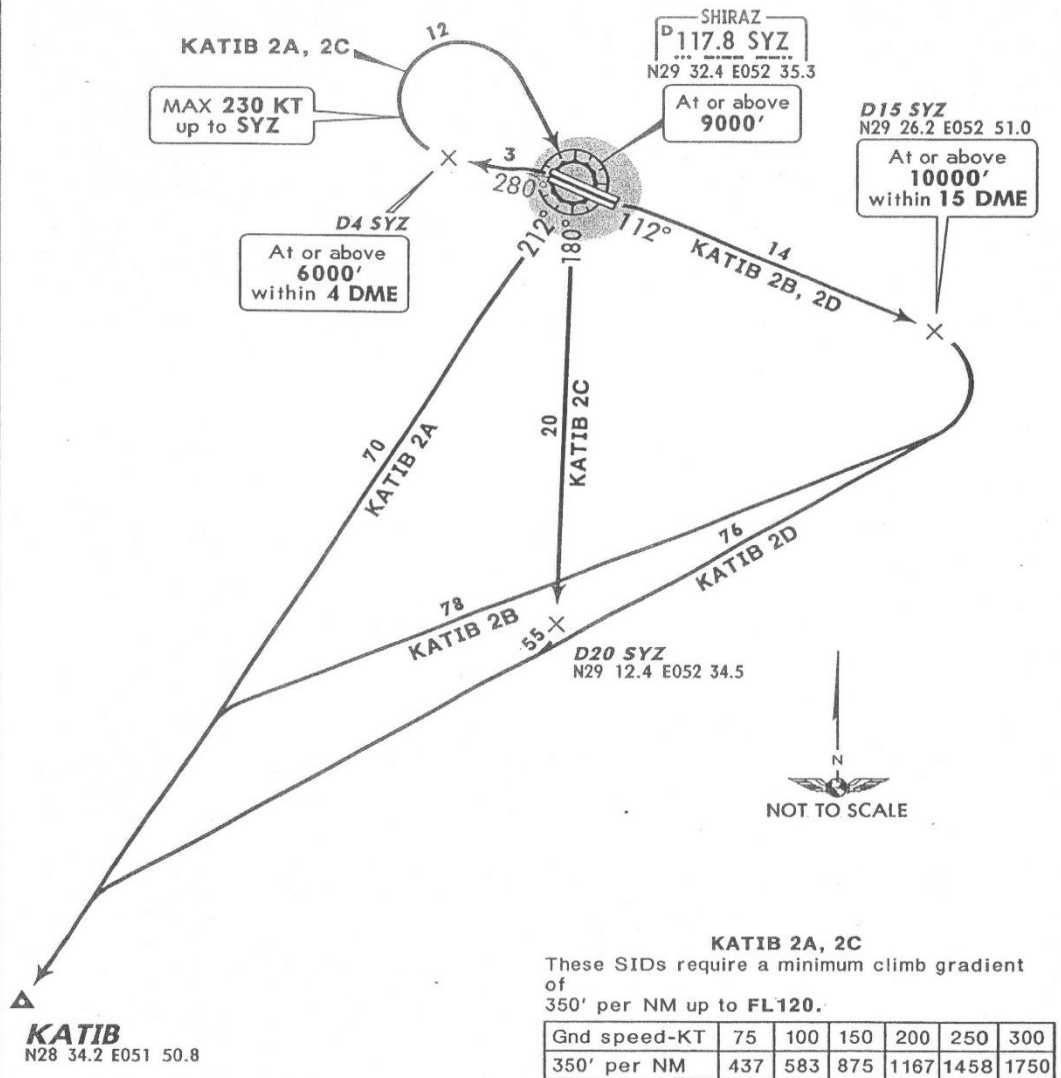 12
KATIB 2A, 2C
SHIRAZ
D 117.8 SYZ
N29 32.4 E052 35.3
MAX 230 KT
up to SYZ
At or above
9000'
D15 SYZ
N29 26.2 E052 51.0
At or above
10000'
within 15 DME
3
280°
D4 SYZ
At or above
6000'
within 4 DME
212°
180°
112°
14
KATIB 2B, 2D
70
KATIB 2A
20
KATIB 2C
76
KATIB 2D
78
KATIB 2B
55
D20 SYZ
N29 12.4 E052 34.5
N
NOT TO SCALE
KATIB
N28 34.2 E051 50.8
KATIB 2A, 2C
These SIDs require a minimum climb gradient
of
350' per NM up to FL120.
Gnd speed-KT 75 100 150 200 250 300
350' per NM 437 583 875 1167 1458 1750